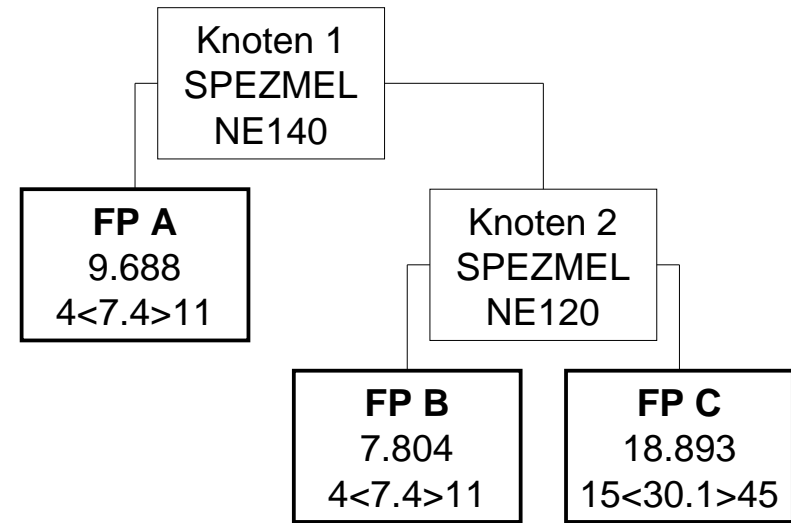 Knoten 1
SPEZMEL
NE140
FP A
9.688
4<7.4>11
Knoten 2
SPEZMEL
NE120
FP B
7.804
4<7.4>11
FP C
18.893
15<30.1>45